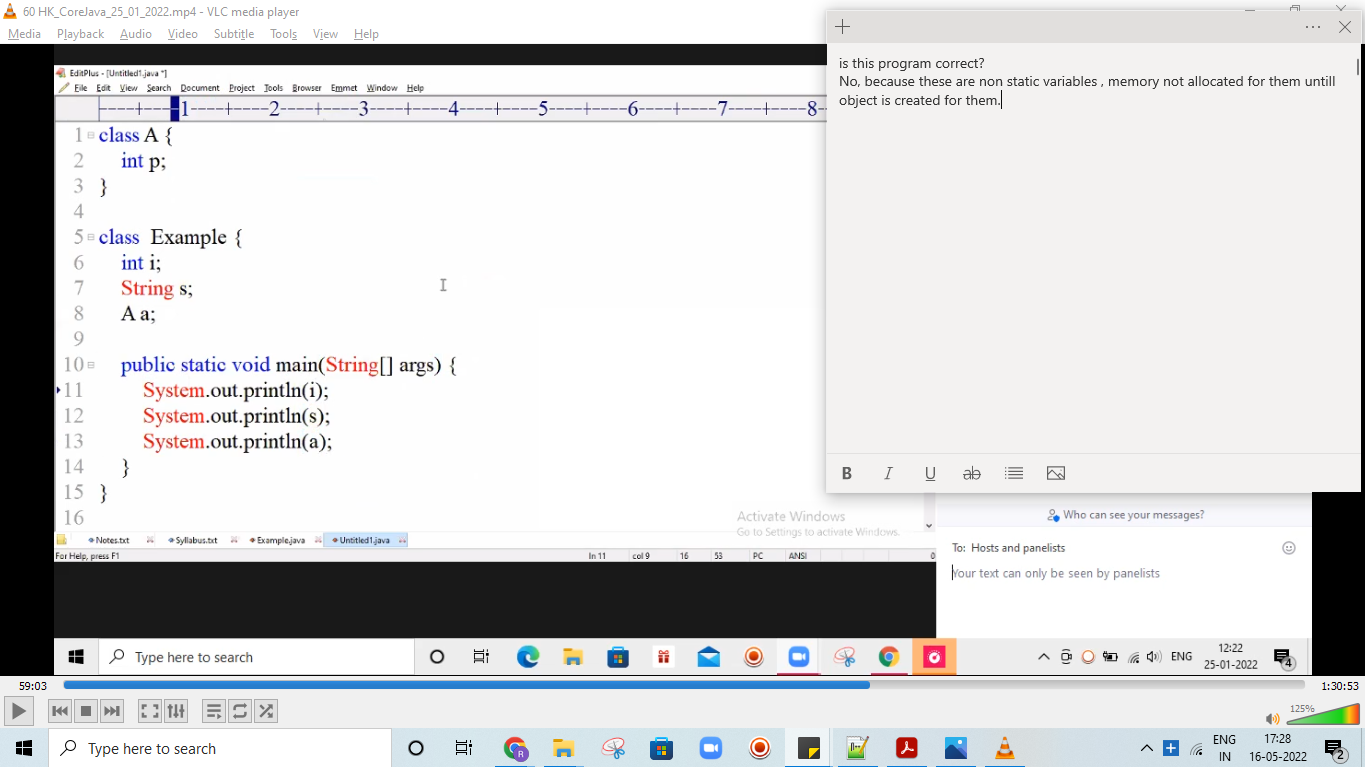 60 HK_CoreJava_25_01_2022.mp4 - VLC media player
Media Playback Audio Video Subtitle Tools View Help
EditPlus - [Untitled1.java *]
File Edit View Search Document Project Tools Browser Emmet Window Help
----+----1----+----2----+----3----+----4----+----5----+----6----+----7----+----8
1 class A {
2 int p;
3 }
4
5 class Example {
6 int i;
7 String s;
8 A a;
9
10 public static void main(String[] args) {
11 System.out.println(i);
12 System.out.println(s);
13 System.out.println(a);
14 }
15 }
16
Notes.txt Syllabus.txt Example.java Untitled1.java
For Help, press F1 ln 11 col 9 16 53 PC ANSI 0
is this program correct?
No, because these are non static variables , memory not allocated for them untill
object is created for them.
B I U ab
Activate Windows
Go to Settings to activate Windows.
Who can see your messages?
To: Hosts and panelists
Your text can only be seen by panelists
Type here to search
ENG
12:22
25-01-2022
4
59:03 1:30:53
125%
Type here to search
ENG
IN
17:28
16-05-2022
2